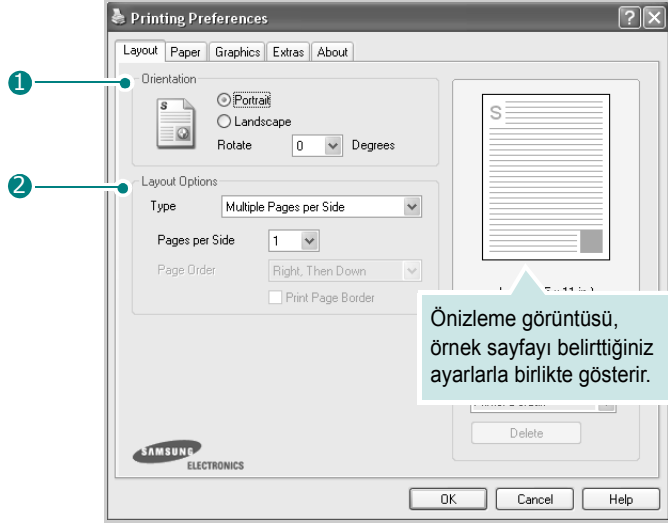 Printing Preferences
Layout Paper Graphics Extras About
1
Orientation
S
Portrait
Landscape
Rotate 0 Degrees
2
Layout Options
Type Multiple Pages per Side
Pages per Side 1
Page Order Right, Then Down
Print Page Border
S
Önizleme görüntüsü,
örnek sayfayı belirttiğiniz
ayarlarla birlikte gösterir.
Delete
SAMSUNG
ELECTRONICS
OK Cancel Help